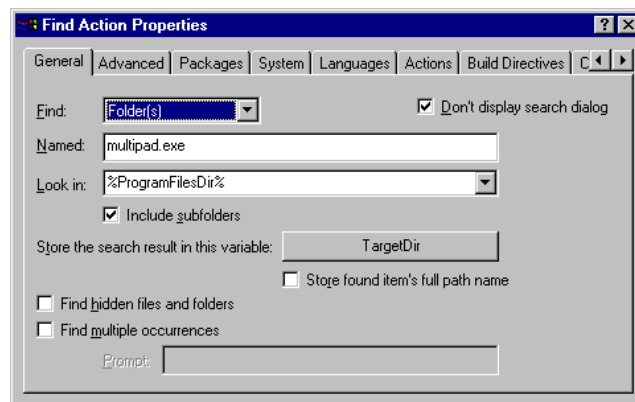 Find Action Properties
General Advanced Packages System Languages Actions Build Directives C
Find: Folder(s) Don't display search dialog
Named: multipad.exe
Look in: %ProgramFilesDir%
Include subfolders
Store the search result in this variable: TargetDir
Store found item's full path name
Find hidden files and folders
Find multiple occurrences
Prompt: